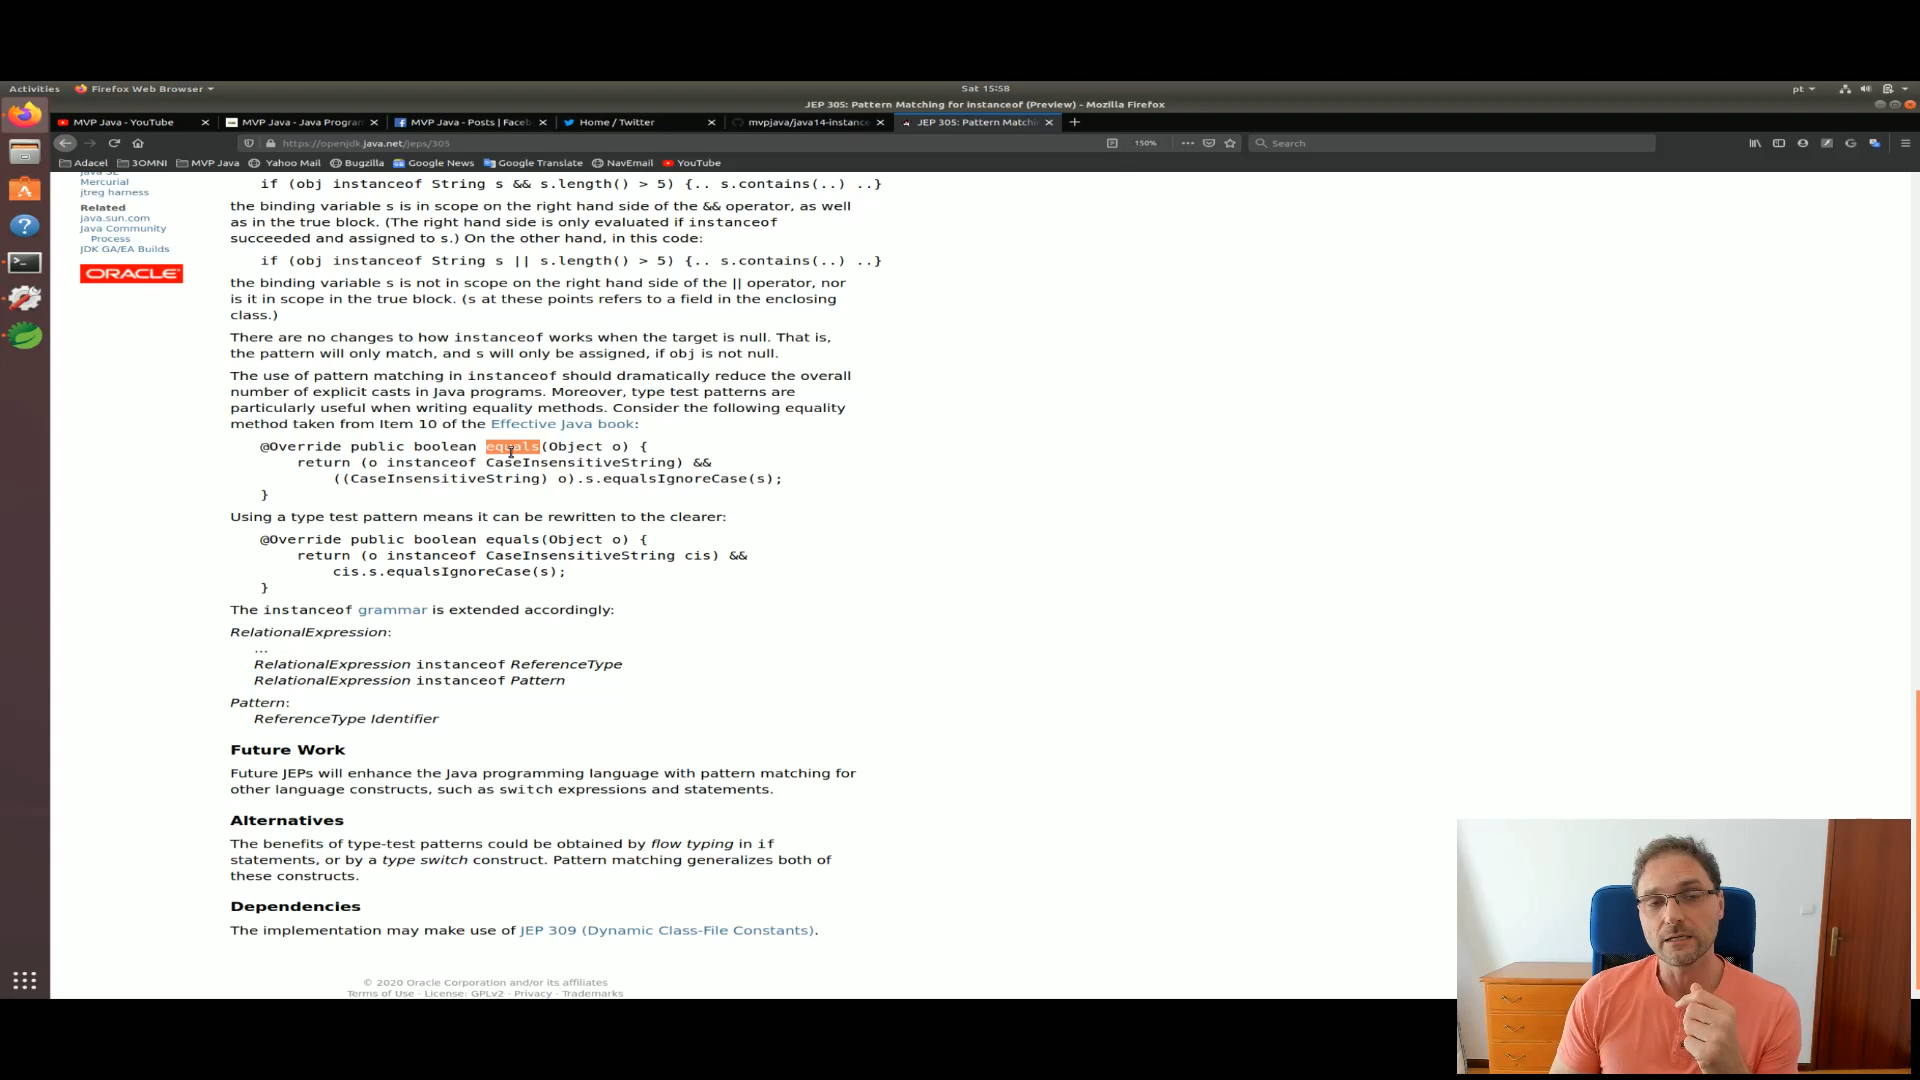 Activities Firefox Web Browser Sat 15:58 pt
JEP 305: Pattern Matching for instanceof (Preview) - Mozilla Firefox
MVP Java - YouTube MVP Java - Java Program MVP Java - Posts | Faceb Home / Twitter mvpjava/java14-instance JEP 305: Pattern Matchi
https://openjdk.java.net/jeps/305 150% Search
Adacel 3OMNI MVP Java Yahoo Mail Bugzilla Google News Google Translate NavEmail YouTube
Java SE
Mercurial
jtreg harness
Related
java.sun.com
Java Community
Process
JDK GA/EA Builds
ORACLE
if (obj instanceof String s && s.length() > 5) {.. s.contains(..) ..}
the binding variable s is in scope on the right hand side of the && operator, as well
as in the true block. (The right hand side is only evaluated if instanceof
succeeded and assigned to s.) On the other hand, in this code:
if (obj instanceof String s || s.length() > 5) {.. s.contains(..) ..}
the binding variable s is not in scope on the right hand side of the || operator, nor
is it in scope in the true block. (s at these points refers to a field in the enclosing
class.)
There are no changes to how instanceof works when the target is null. That is,
the pattern will only match, and s will only be assigned, if obj is not null.
The use of pattern matching in instanceof should dramatically reduce the overall
number of explicit casts in Java programs. Moreover, type test patterns are
particularly useful when writing equality methods. Consider the following equality
method taken from Item 10 of the Effective Java book:
@Override public boolean equals(Object o) {
return (o instanceof CaseInsensitiveString) &&
((CaseInsensitiveString) o).s.equalsIgnoreCase(s);
}
Using a type test pattern means it can be rewritten to the clearer:
@Override public boolean equals(Object o) {
return (o instanceof CaseInsensitiveString cis) &&
cis.s.equalsIgnoreCase(s);
}
The instanceof grammar is extended accordingly:
RelationalExpression:
...
RelationalExpression instanceof ReferenceType
RelationalExpression instanceof Pattern
Pattern:
ReferenceType Identifier
Future Work
Future JEPs will enhance the Java programming language with pattern matching for
other language constructs, such as switch expressions and statements.
Alternatives
The benefits of type-test patterns could be obtained by flow typing in if
statements, or by a type switch construct. Pattern matching generalizes both of
these constructs.
Dependencies
The implementation may make use of JEP 309 (Dynamic Class-File Constants).
© 2020 Oracle Corporation and/or its affiliates
Terms of Use · License: GPLv2 · Privacy · Trademarks